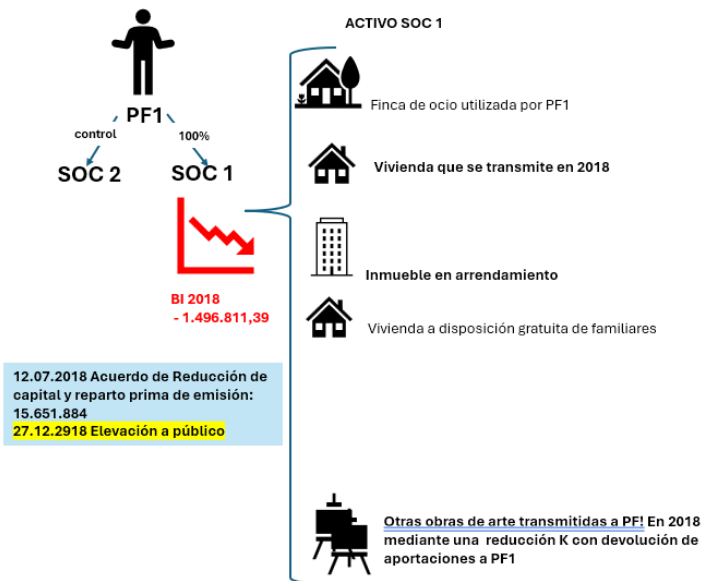 ACTIVO SOC 1
PF1
control
100%
SOC 2
SOC 1
BI 2018
- 1.496.811,39
12.07.2018 Acuerdo de Reducción de
capital y reparto prima de emisión:
15.651.884
27.12.2918 Elevación a público
Finca de ocio utilizada por PF1
Vivienda que se transmite en 2018
Inmueble en arrendamiento
Vivienda a disposición gratuita de familiares
Otras obras de arte transmitidas a PF! En 2018
mediante una reducción K con devolución de
aportaciones a PF1